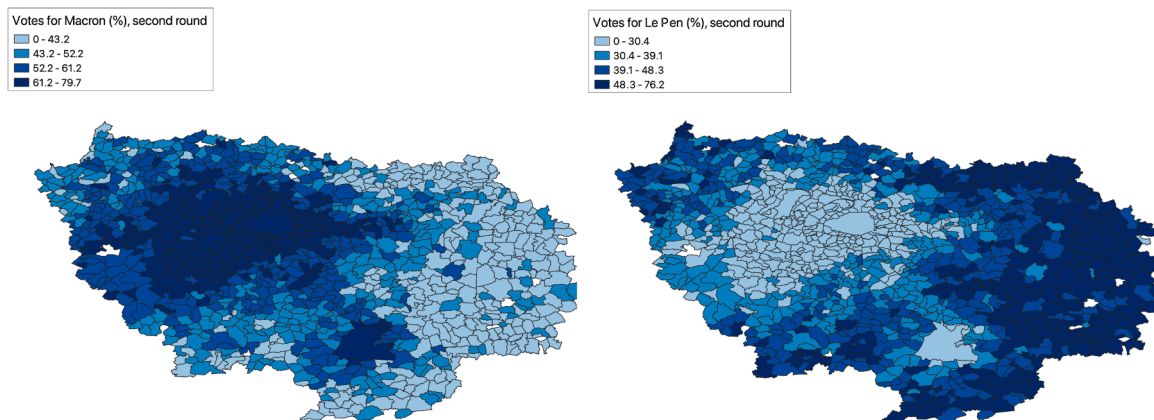 Votes for Macron (%), second round
0 - 43.2
43.2 - 52.2
52.2 - 61.2
61.2 - 79.7
Votes for Le Pen (%), second round
0 - 30.4
30.4 - 39.1
39.1 - 48.3
48.3 - 76.2